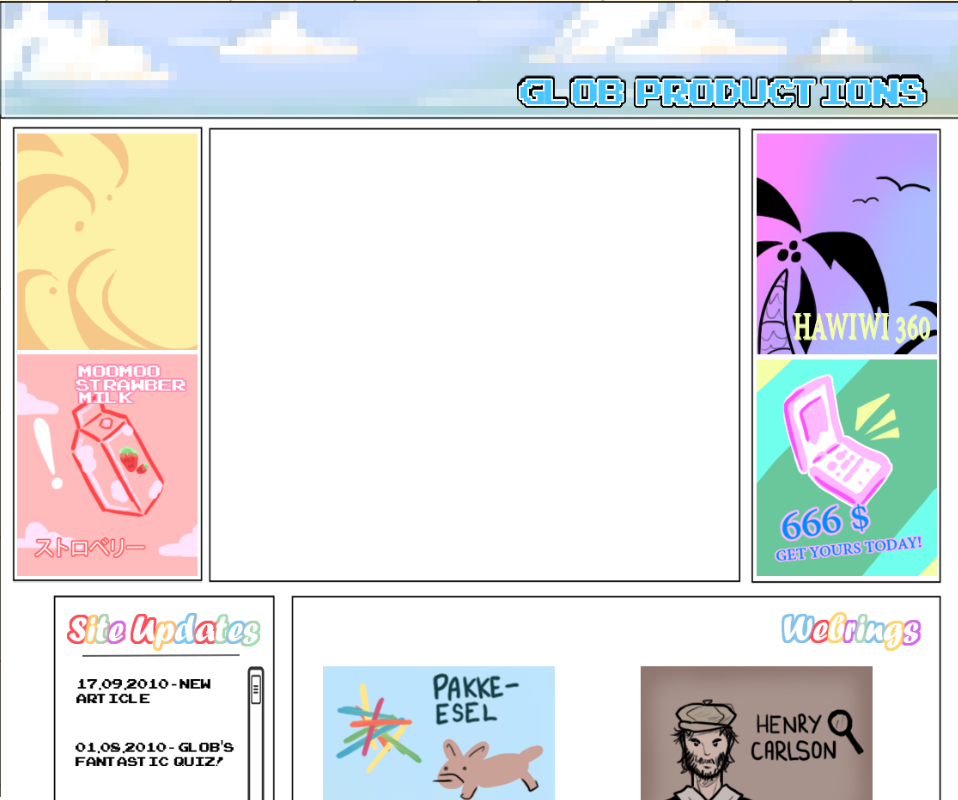 GLOB PRODUCTIONS
HAWIWI 360
MOOMOO
STRAWBER
MILK
ストロベリー
666 $
GET YOURS TODAY!
Site Updates
17.09.2010-NEW
ARTICLE
01.08.2010-GLOB'S
FANTASTIC QUIZ!
Webrings
PAKKE-
ESEL
HENRY
CARLSON